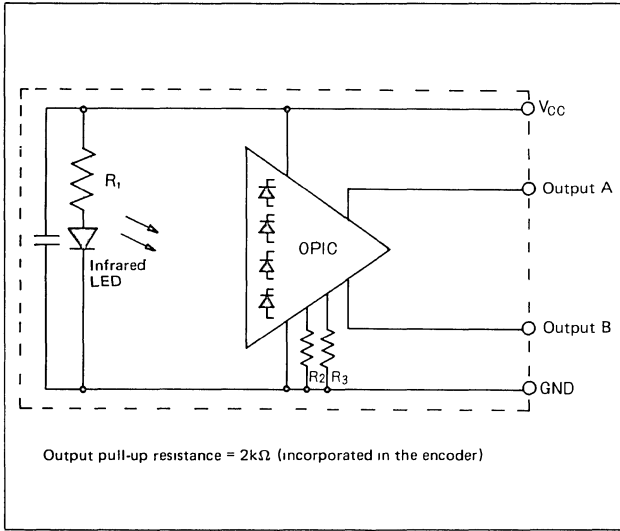 VCC
R1
Output A
OPIC
Infrared
LED
Output B
R2
R3
GND
Output pull-up resistance = 2kΩ (incorporated in the encoder)